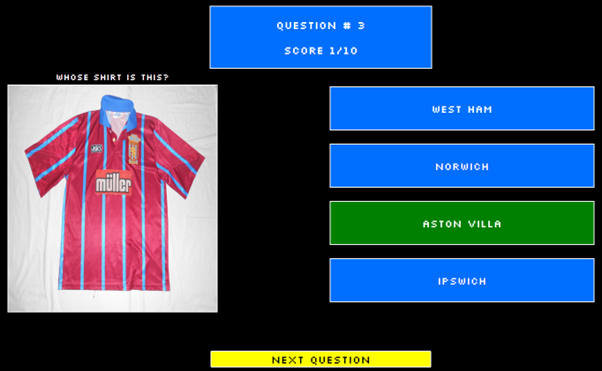 QUESTION # 3
SCORE 1/10
WHOSE SHIRT IS THIS?
müller
WEST HAM
NORWICH
ASTON VILLA
IPSWICH
NEXT QUESTION